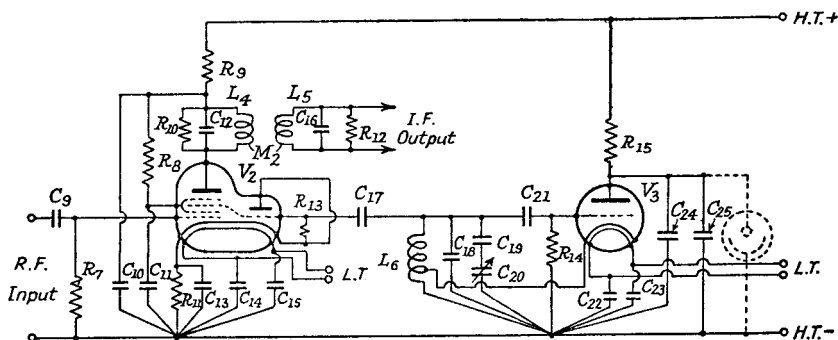 H.T.+
R9
L4
L5
R10
C12
C16
R12
I.F.
Output
M2
R8
V2
R15
C9
R13
C17
C21
V3
C24
C25
R.F.
Input
R7
C10
C11
R11
C13
C14
C15
L.T
L6
C18
C19
C20
R14
C22
C23
L.T.
H.T.-